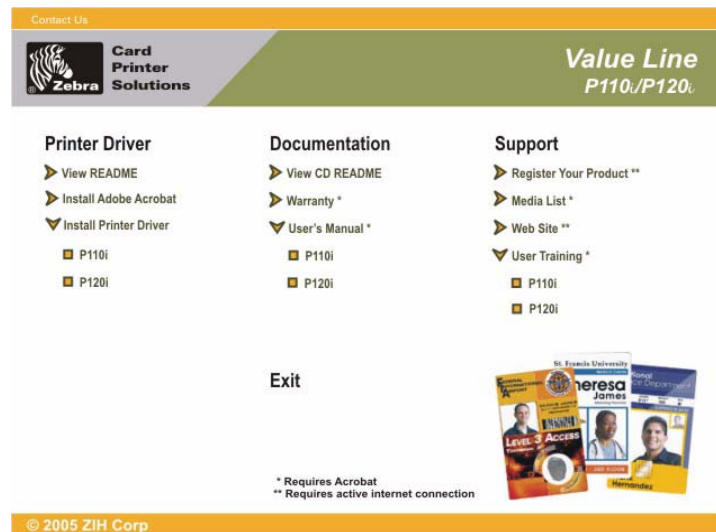 Contact Us
Zebra
®
Card
Printer
Solutions
Value Line
P110i/P120i
Printer Driver
View README
Install Adobe Acrobat
Install Printer Driver
P110i
P120i
Documentation
View CD README
Warranty *
User's Manual *
P110i
P120i
Support
Register Your Product **
Media List *
Web Site **
User Training *
P110i
P120i
Exit
St. Francis University
eresa
James
LEVEL 3 ACCESS
Hernandez
* Requires Acrobat
** Requires active internet connection
© 2005 ZIH Corp